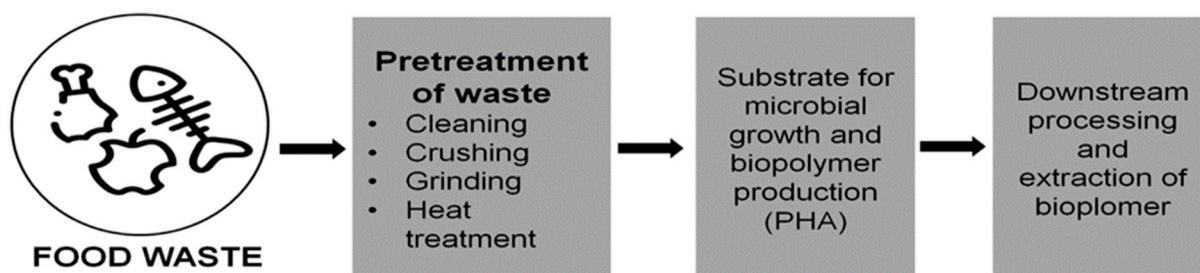 FOOD WASTE
Pretreatment
of waste
• Cleaning
• Crushing
• Grinding
• Heat
treatment
Substrate for
microbial
growth and
biopolymer
production
(PHA)
Downstream
processing
and
extraction of
bioplomer